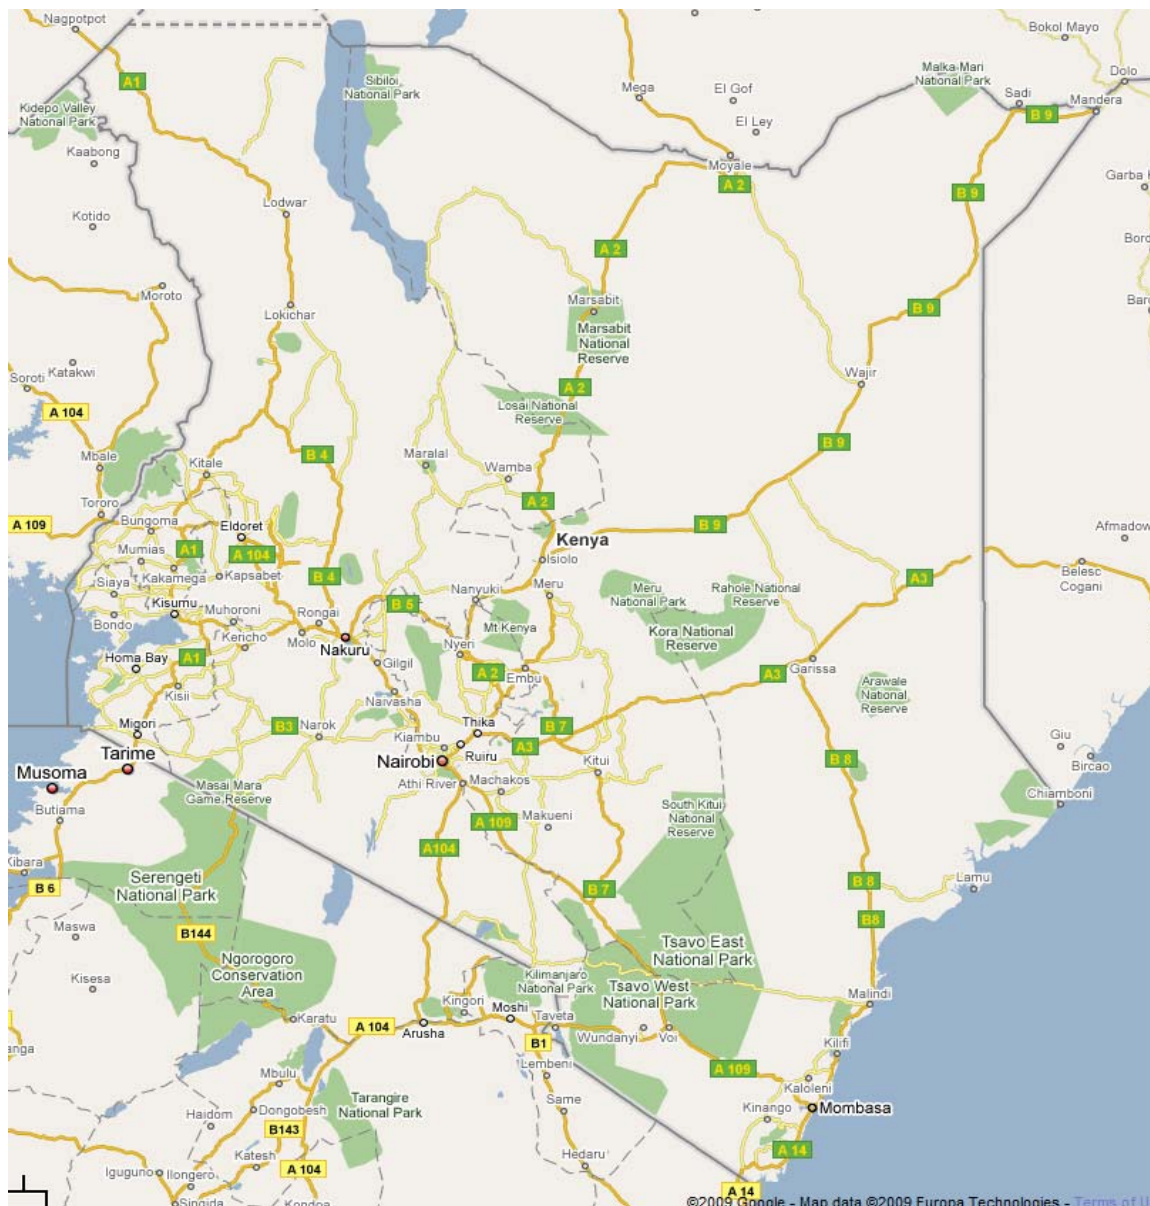 Nagpotpot
Bokol Mayo
A1
Sibiloi
National Park
Mega
El Gof
Malka Mari
National Park
Dolo
Sadi
Mandera
B 9
Kidepo Valley
National Park
El Ley
Kaabong
Moyale
A 2
B 9
Garba
Kotido
Lodwar
A 2
Moroto
Lokichar
Marsabit
B 9
Marsabit
National
Reserve
Katakwi
Soroti
Wajir
A 2
A 104
Losai National
Reserve
B 9
B 4
Mbale
Kitale
Maralal
Wamba
Tororo
A 2
A 109
Bungoma
Eldoret
B 9
Afmadow
Kenya
Mumias
A1
A 104
Isiolo
Belesc
Cogani
Siaya
Kakamega
Kapsabet
B 4
Nanyukii
Meru
A3
Meru
National Park
Rahole National
Reserve
Kisumu
Muhoroni
Rongai
B 5
Bondo
Kericho
Molo
Nakuru
Mt Kenya
Kora National
Reserve
Nyeri
Homa Bay
A1
Gilgil
A 2
Embu
A3
Garissa
Arawale
National
Reserve
Kisii
Naivasha
Migori
B3
Narok
Thika
B 7
Kiambu
Giu
Tarime
Ruiru
A3
Nairobi
Kitui
B 8
Bircao
Musoma
Masai Mara
Game Reserve
Athi River
Machakos
Chiamboni
Butiama
South Kitui
National
Reserve
A 109
Makueni
A104
Kibara
Serengeti
National Park
B 6
B 7
B 8
Lamu
Maswa
B144
B8
Ngorogoro
Conservation
Area
Tsavo East
National Park
Kisesa
Kilimanjaro
National Park
Tsavo West
National Park
Kingori
Moshi
Malindi
Karatu
A 104
Arusha
Taveta
Wundanyi
Voi
B1
Kilifi
Lembeni
A 109
Mbulu
Kaloleni
Tarangire
National Park
Same
Haidom
Dongobesh
Kinango
Mombasa
B143
Katesh
Hedaru
A 14
Iguguno
Ilongero
A 104
A 14
Singida
Kondoa
©2009 Google - Map data ©2009 Europa Technologies - Terms of U